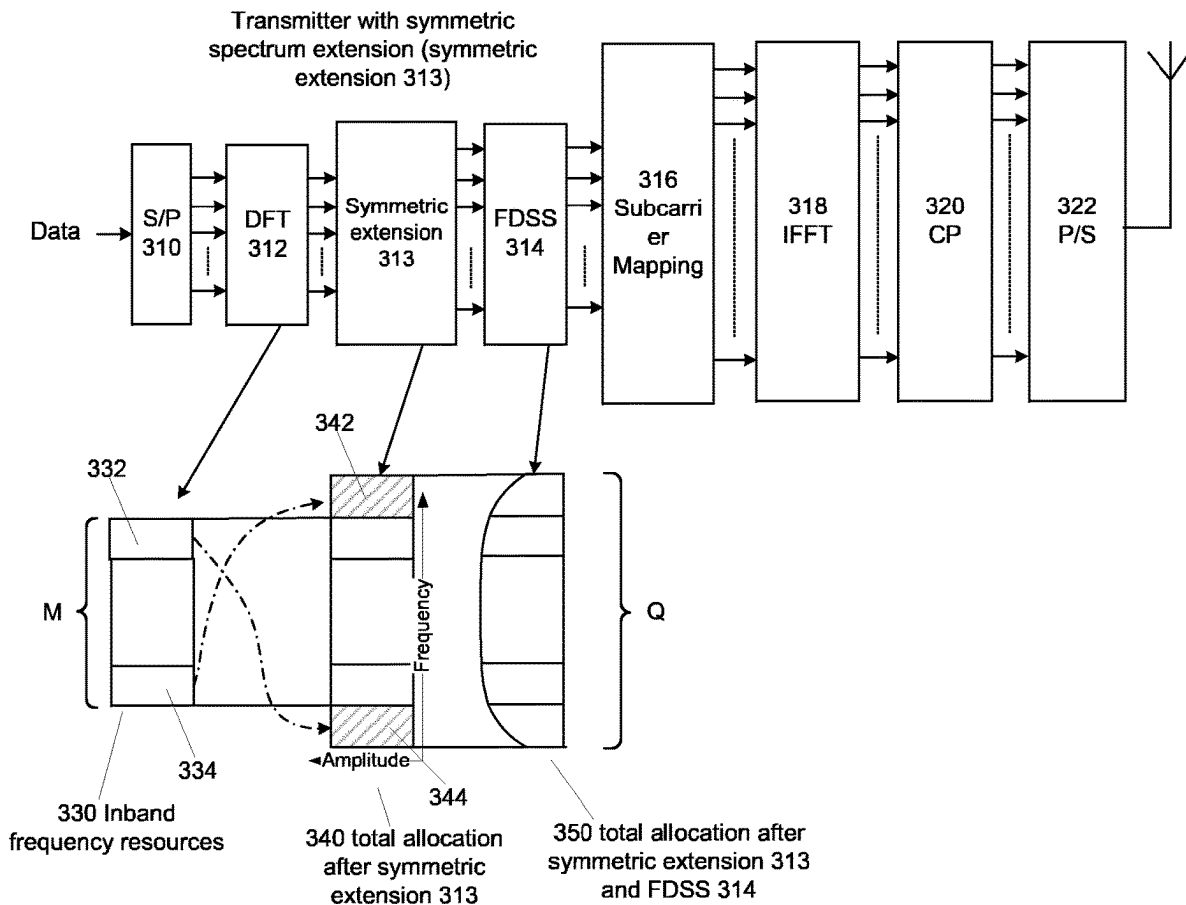 Transmitter with symmetric
spectrum extension (symmetric
extension 313)
Data
S/P
310
DFT
312
Symmetric
extension
313
FDSS
314
316
Subcarri
er
Mapping
318
IFFT
320
CP
322
P/S
332
342
M
Frequency
Q
334
Amplitude
344
330 Inband
frequency resources
340 total allocation
after symmetric
extension 313
350 total allocation after
symmetric extension 313
and FDSS 314